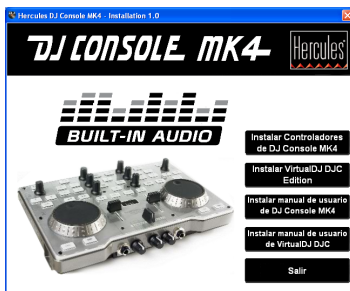 Hercules DJ Console MK4 - Installation 1.0
DJ CONSOLE MK4
Hercules
BUILT-IN AUDIO
Instalar Controladores
de DJ Console MK4
Instalar VirtualDJ DJC
Edition
Instalar manual de usuario
de DJ Console MK4
Instalar manual de usuario
de VirtualDJ DJC
Salir